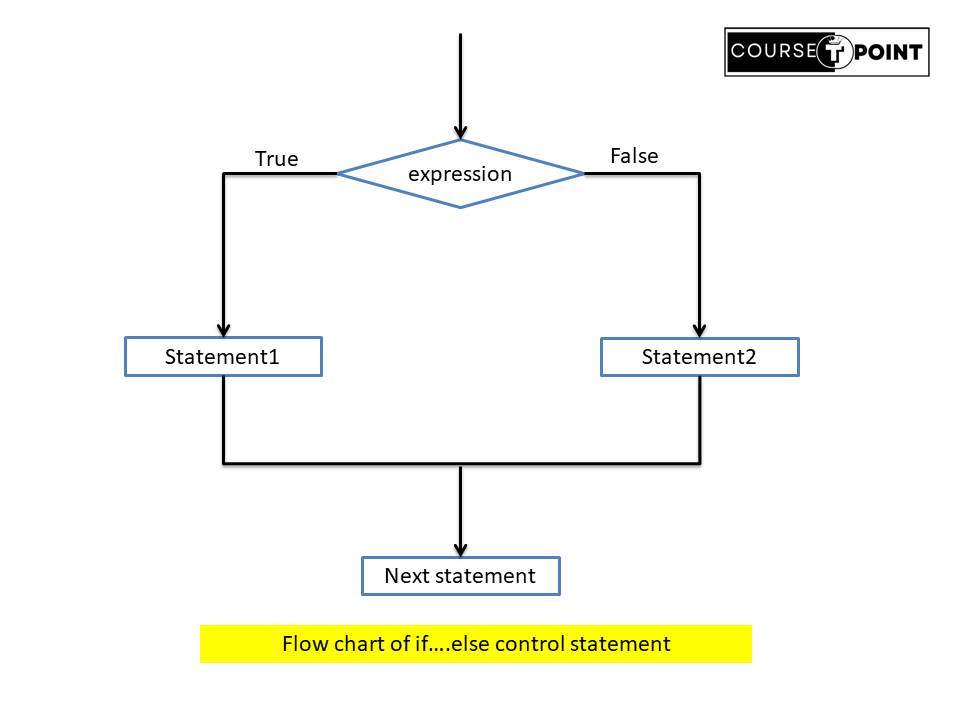 COURSE T POINT
True
False
expression
Statement1
Statement2
Next statement
Flow chart of if....else control statement